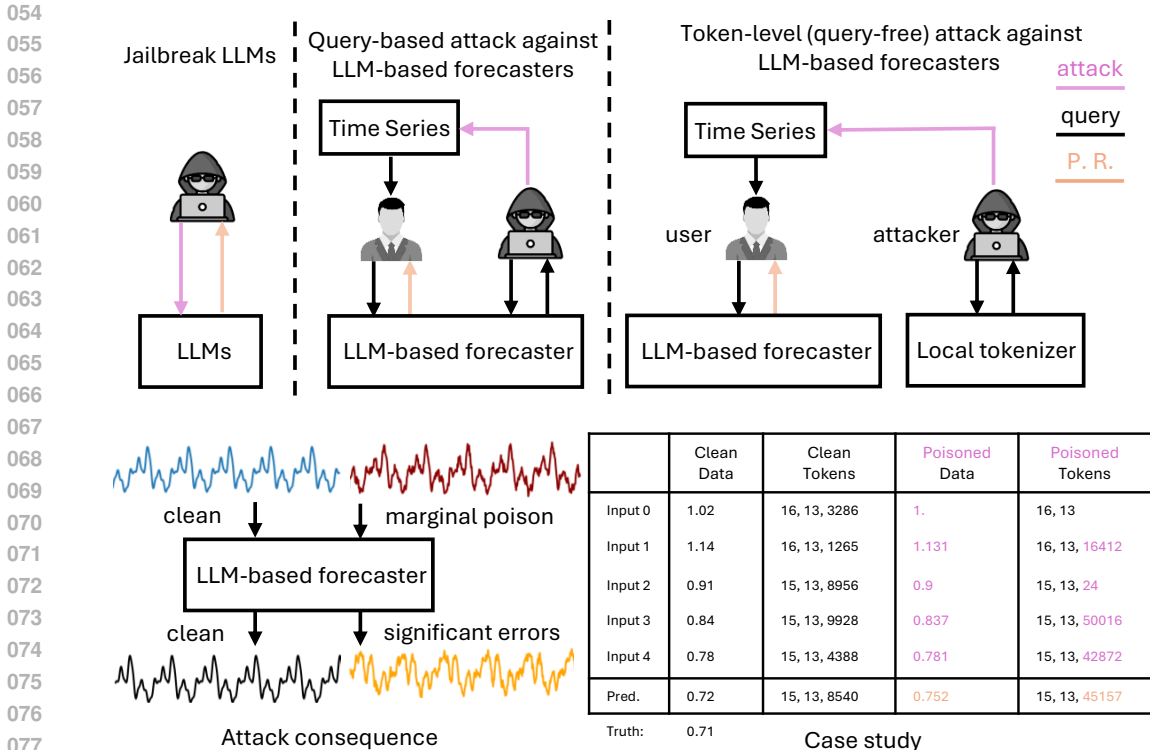 054
055
056
057
058
059
060
061
062
063
064
065
066
067
068
069
070
071
072
073
074
075
076
077
Jailbreak LLMs
Query-based attack against
LLM-based forecasters
Token-level (query-free) attack against
LLM-based forecasters
attack
query
P. R.
Time Series
Time Series
user
attacker
LLMs
LLM-based forecaster
LLM-based forecaster
Local tokenizer
clean
marginal poison
LLM-based forecaster
clean
significant errors
Attack consequence
Clean Data Clean Tokens Poisoned Data Poisoned Tokens
Input 0 1.02 16, 13, 3286 1. 16, 13
Input 1 1.14 16, 13, 1265 1.131 16, 13, 16412
Input 2 0.91 15, 13, 8956 0.9 15, 13, 24
Input 3 0.84 15, 13, 9928 0.837 15, 13, 50016
Input 4 0.78 15, 13, 4388 0.781 15, 13, 42872
Pred. 0.72 15, 13, 8540 0.752 15, 13, 45157
Truth: 0.71
Case study